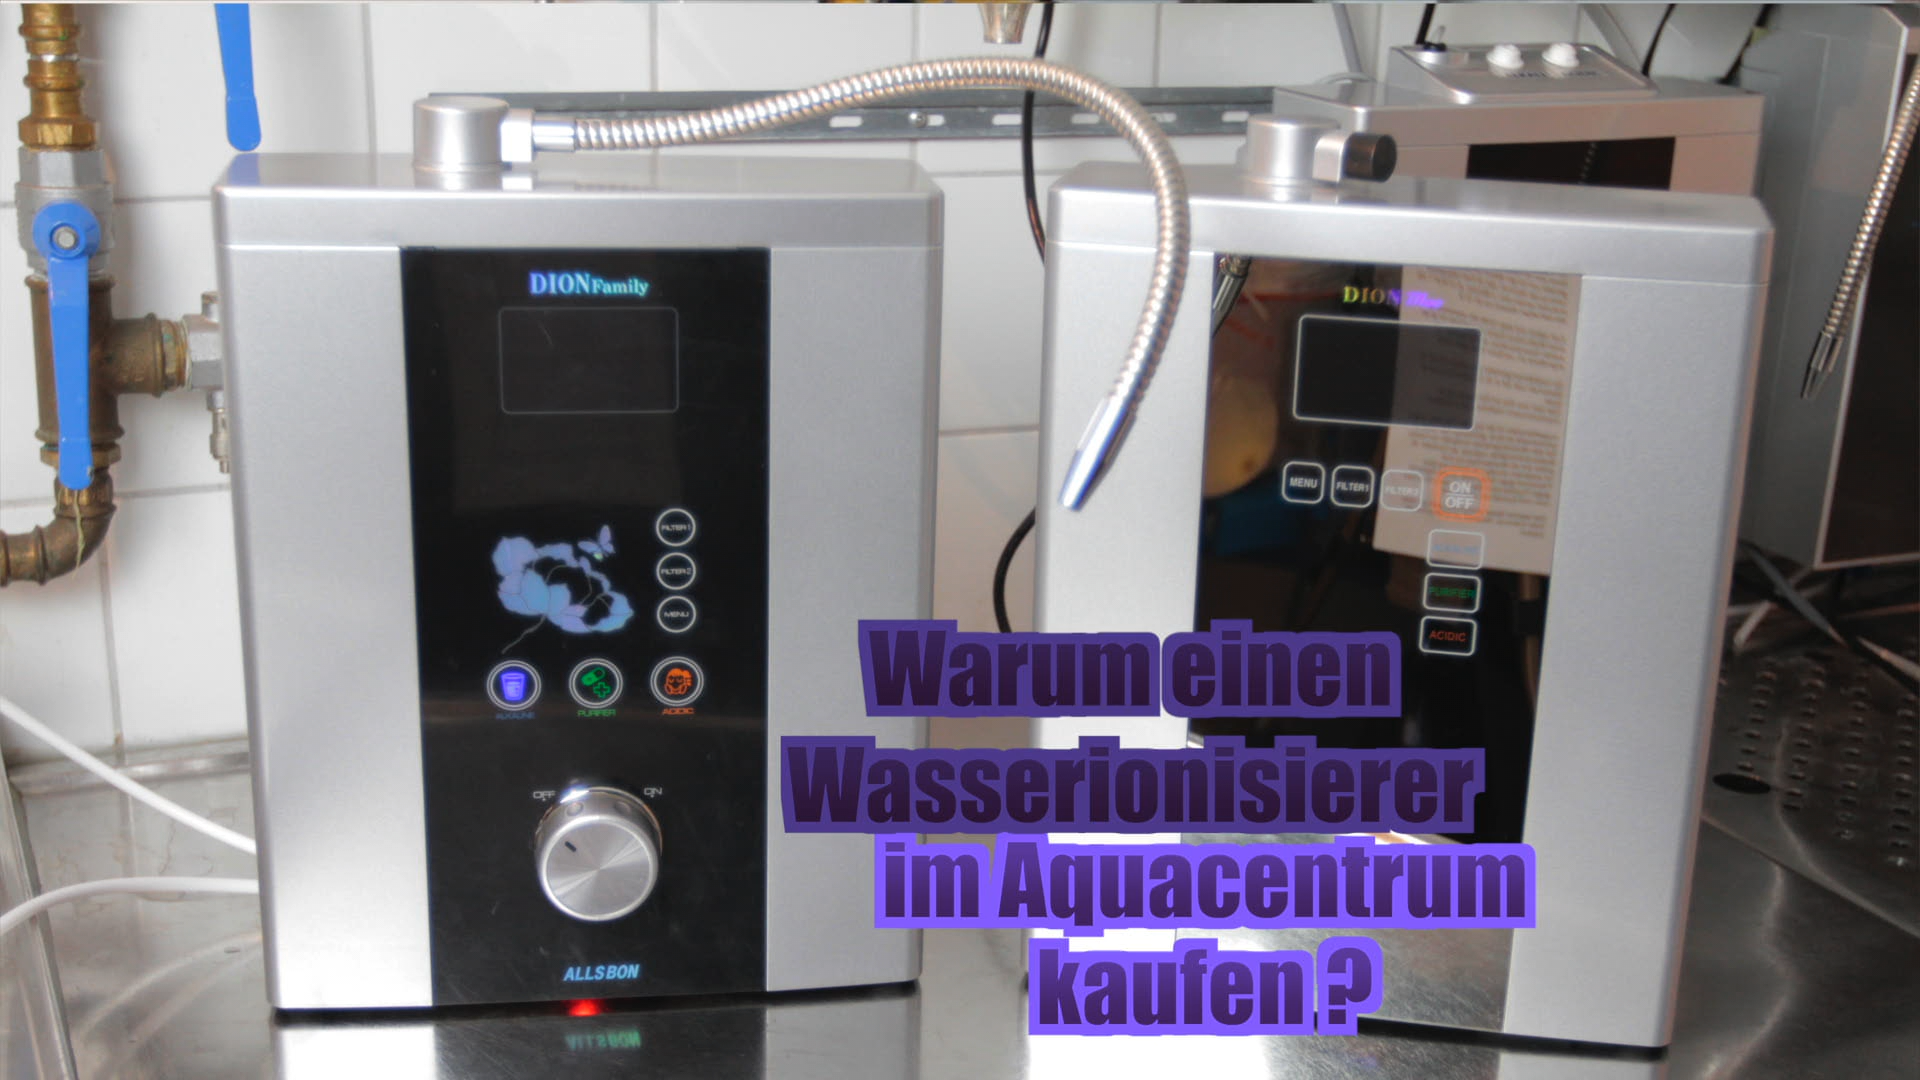 DIONFamily
DION
FILTER1
FILTER2
MENU
ALKALINE
PURIFIER
ACIDIC
OFF
ON
ALLSBON
MENU
FILTER1
FILTER2
ON
OFF
PURIFIER
ACIDIC
Warum einen
Wasserionisierer
im Aquacentrum
kaufen ?